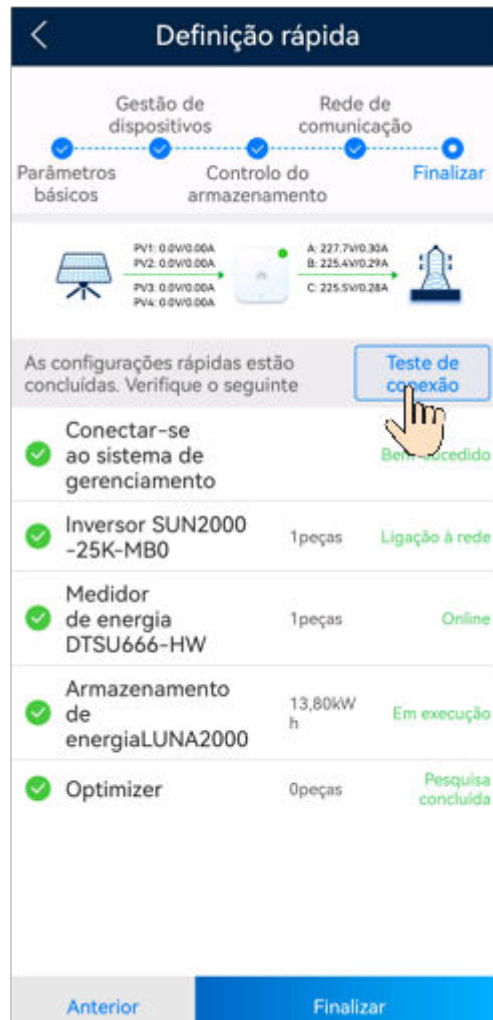 Definição rápida
Gestão de
dispositivos
Rede de
comunicação
Parâmetros
básicos
Controlo do
armazenamento
Finalizar
PV1: 0.0V/0.00A
PV2: 0.0V/0.00A
PV3: 0.0V/0.00A
PV4: 0.0V/0.00A
A: 227.7V/0.30A
B: 225.4V/0.29A
C: 225.5V/0.28A
As configurações rápidas estão
concluídas. Verifique o seguinte
Teste de
conexão
Conectar-se
ao sistema de
gerenciamento
Bem-sucedido
Inversor SUN2000
-25K-MB0
1peças
Ligação à rede
Medidor
de energia
DTSU666-HW
1peças
Online
Armazenamento
de
energiaLUNA2000
13,80kW
h
Em execução
Optimizer
0peças
Pesquisa
concluída
Anterior
Finalizar